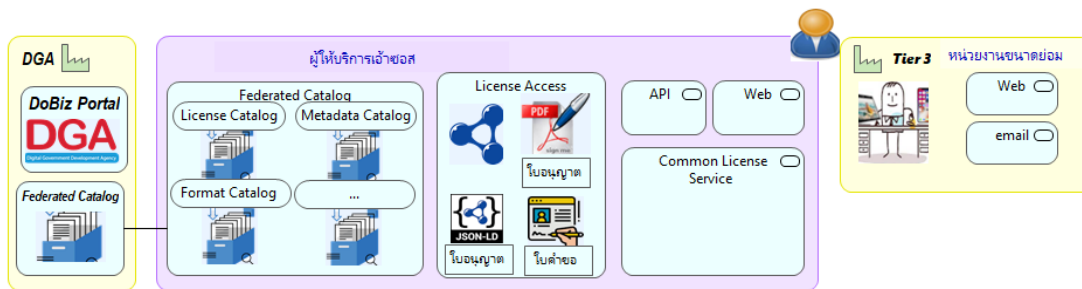 DGA
DoBiz Portal
DGA
Digital Government Development Agency
Federated Catalog
ผู้ให้บริการเอ้าซอส
Federated Catalog
License Catalog
Metadata Catalog
Format Catalog
...
License Access
PDF
sign me
ใบอนุญาต
{ }
JSON-LD
ใบอนุญาต
ใบคำขอ
API
Web
Common License
Service
Tier 3
หน่วยงานขนาดย่อม
Web
email